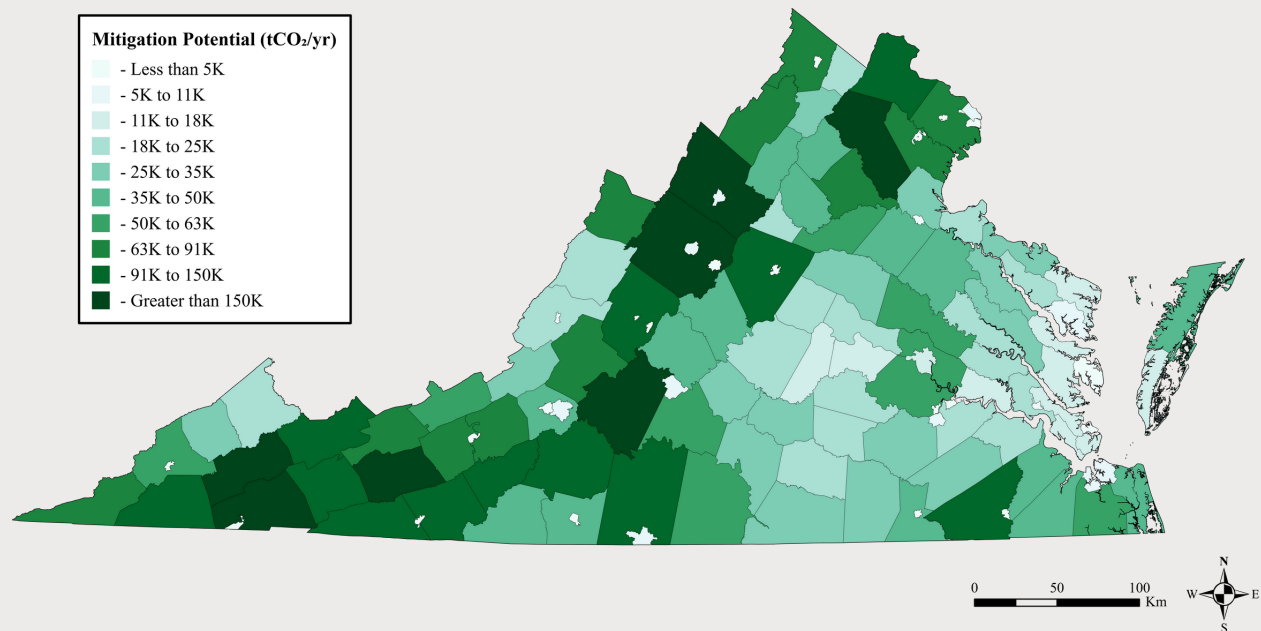 Mitigation Potential (tCO₂/yr)
- Less than 5K
- 5K to 11K
- 11K to 18K
- 18K to 25K
- 25K to 35K
- 35K to 50K
- 50K to 63K
- 63K to 91K
- 91K to 150K
- Greater than 150K
0 50 100
Km
N
W E
S